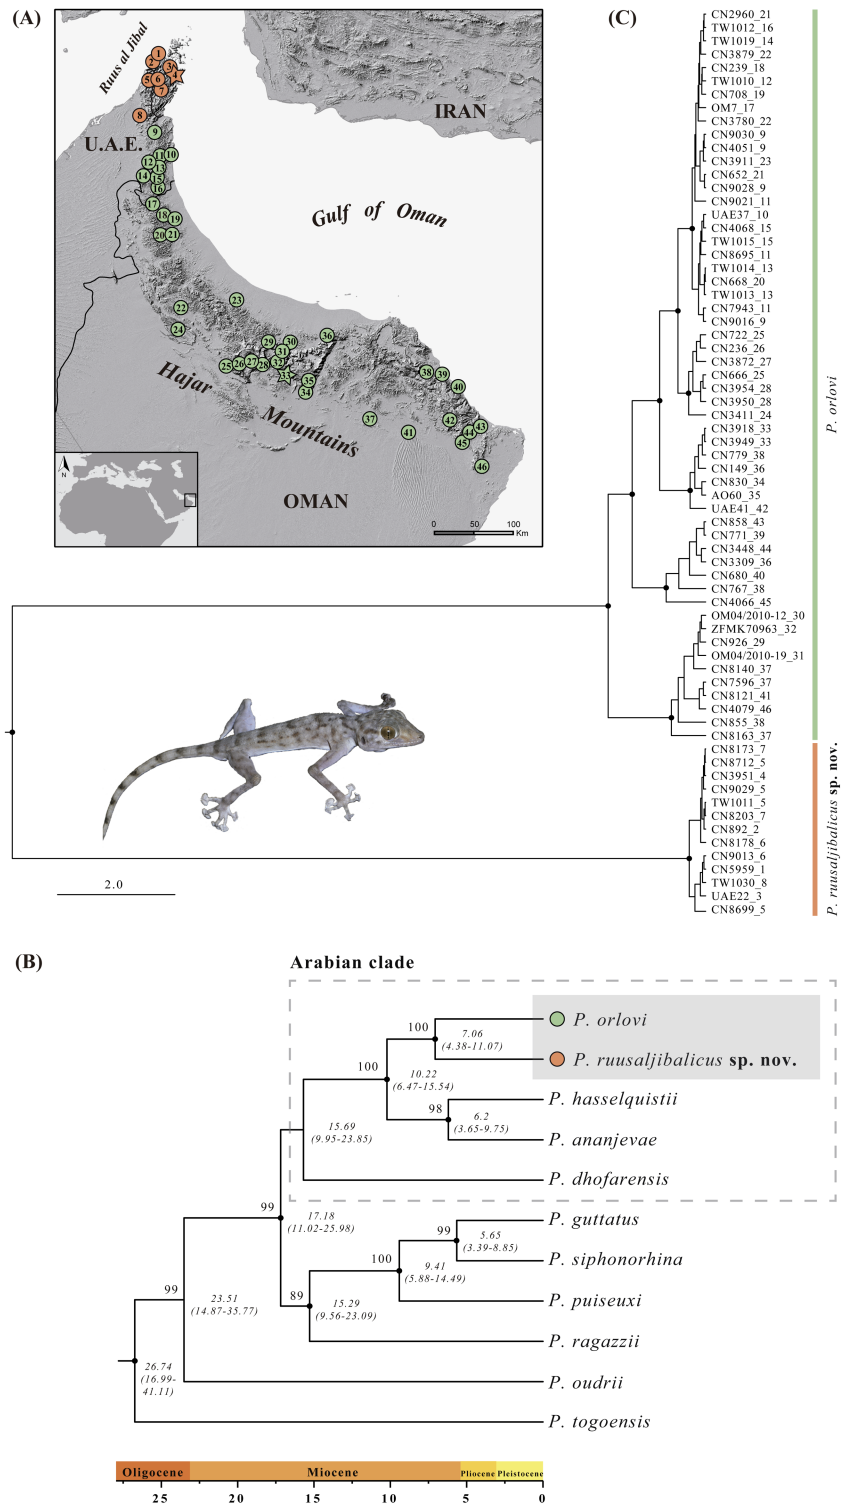 (A)
Ruus al Jibal
IRAN
U.A.E.
Gulf of Oman
Hajar
Mountains
OMAN
1
2
3
4
5
6
7
8
9
10
11
12
13
14
15
16
17
18
19
20
21
22
23
24
25
26
27
28
29
30
31
32
33
34
35
36
37
38
39
40
41
42
43
44
45
46
N
0 50 100
Km
(C)
CN2960_21
TW1012_16
TW1019_14
CN3879_22
CN239_18
TW1010_12
CN708_19
OM7_17
CN3780_22
CN9030_9
CN4051_9
CN3911_23
CN652_21
CN9028_9
CN9021_11
UAE37_10
CN4068_15
TW1015_15
CN8695_11
TW1014_13
CN668_20
TW1013_13
CN7943_11
CN9016_9
CN722_25
CN236_26
CN3872_27
CN666_25
CN3954_28
CN3950_28
CN3411_24
CN3918_33
CN3949_33
CN779_38
CN149_36
CN830_34
AO60_35
UAE41_42
CN858_43
CN771_39
CN3448_44
CN3309_36
CN680_40
CN767_38
CN4066_45
OM04/2010-12_30
ZFMK70963_32
CN926_29
OM04/2010-19_31
CN8140_37
CN7596_37
CN8121_41
CN4079_46
CN855_38
CN8163_37
CN8173_7
CN8712_5
CN3951_4
CN9029_5
TW1011_5
CN8203_7
CN892_2
CN8178_6
CN9013_6
CN5959_1
TW1030_8
UAE22_3
CN8699_5
P. orlovi
P. ruusaljibalicus sp. nov.
2.0
(B)
Arabian clade
100
7.06
(4.38-11.07)
P. orlovi
P. ruusaljibalicus sp. nov.
100
10.22
(6.47-15.54)
P. hasselquistii
98
6.2
(3.65-9.75)
P. ananjevae
15.69
(9.95-23.85)
P. dhofarensis
99
17.18
(11.02-25.98)
P. guttatus
99
5.65
(3.39-8.85)
P. siphonorhina
100
9.41
(5.88-14.49)
P. puiseuxi
89
15.29
(9.56-23.09)
P. ragazzii
99
23.51
(14.87-35.77)
P. oudrii
26.74
(16.99-
41.11)
P. togoensis
Oligocene Miocene Pliocene Pleistocene
25 20 15 10 5 0